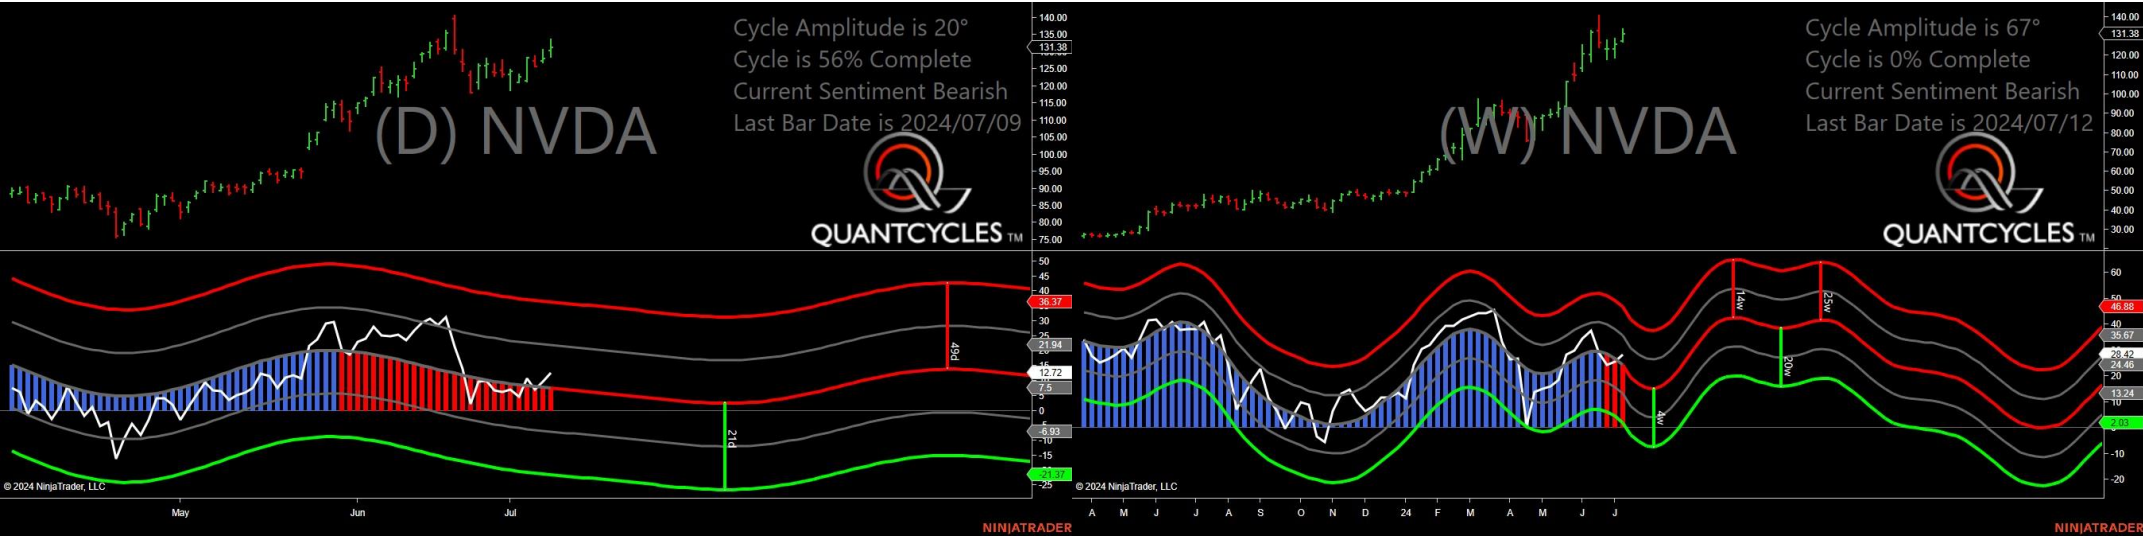 Cycle Amplitude is 20°
Cycle is 56% Complete
Current Sentiment Bearish
Last Bar Date is 2024/07/09
(D) NVDA
QUANTCYCLES TM
140.00
135.00
131.38
125.00
120.00
115.00
110.00
105.00
100.00
95.00
90.00
85.00
80.00
75.00
50
45
40
36.37
30
25
21.94
15
12.72
7.5
5
0
-6.93
-10
-15
-21.37
-25
49d
21d
© 2024 NinjaTrader, LLC
May
Jun
Jul
NINJATRADER
Cycle Amplitude is 67°
Cycle is 0% Complete
Current Sentiment Bearish
Last Bar Date is 2024/07/12
(W) NVDA
QUANTCYCLES TM
140.00
131.38
120.00
110.00
100.00
90.00
80.00
70.00
60.00
50.00
40.00
30.00
60
46.88
40
35.67
28.42
24.46
20
13.24
10
2.03
-10
-20
14w
25w
20w
4w
© 2024 NinjaTrader, LLC
A M J J A S O N D 24 F M A M J J
NINJATRADER